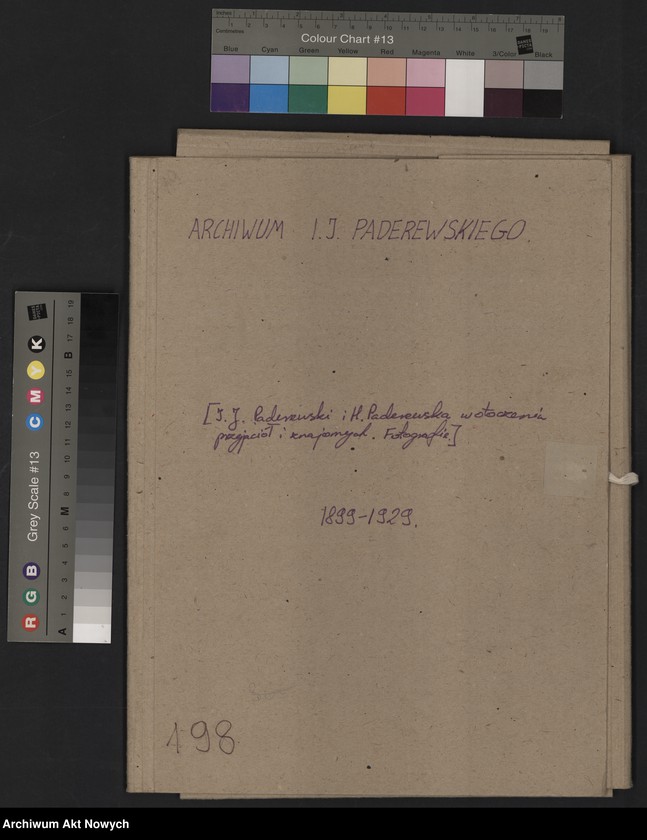 Colour Chart #13
Blue Cyan Green Yellow Red Magenta White 3/Color Black
Grey Scale #13
R G B C M Y K
ARCHIWUM I. J. PADEREWSKIEGO.
[I. J. Paderewski i H. Paderewska w otoczeniu
przyjaciół i znajomych. Fotografie]
1899-1929.
198
Archiwum Akt Nowych